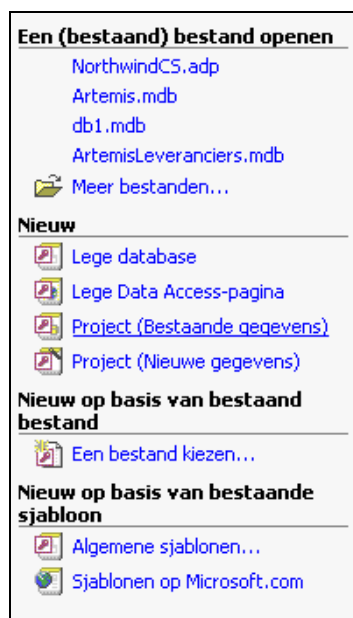 Een (bestaand) bestand openen
NorthwindCS.adp
Artemis.mdb
db1.mdb
ArtemisLeveranciers.mdb
Meer bestanden...
Nieuw
Lege database
Lege Data Access-pagina
Project (Bestaande gegevens)
Project (Nieuwe gegevens)
Nieuw op basis van bestaand
bestand
Een bestand kiezen...
Nieuw op basis van bestaande
sjabloon
Algemene sjablonen...
Sjablonen op Microsoft.com